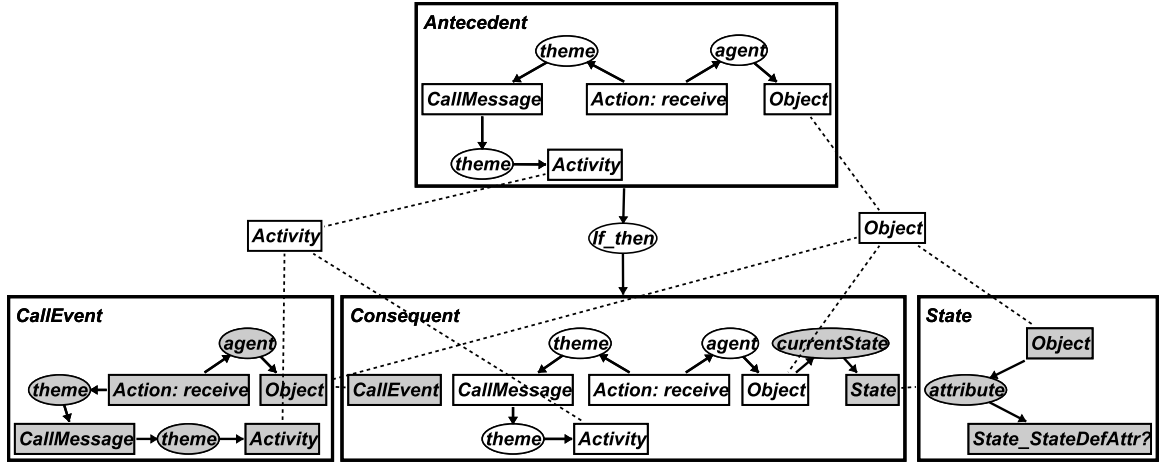 Antecedent
theme
agent
CallMessage
Action: receive
Object
theme
Activity
Activity
If_then
Object
CallEvent
agent
theme
Action: receive
Object
CallMessage
theme
Activity
Consequent
theme
agent
currentState
CallEvent
CallMessage
Action: receive
Object
State
theme
Activity
State
Object
attribute
State_StateDefAttr?